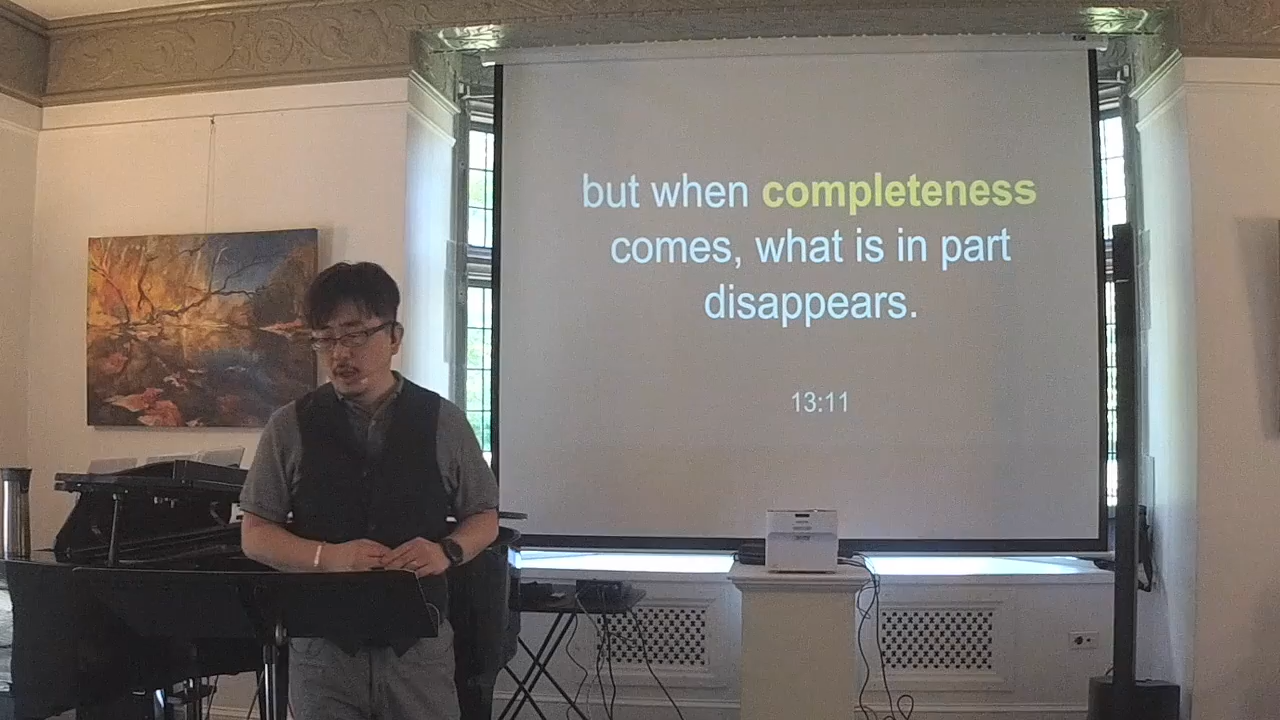 but when completeness
comes, what is in part
disappears.
13:11